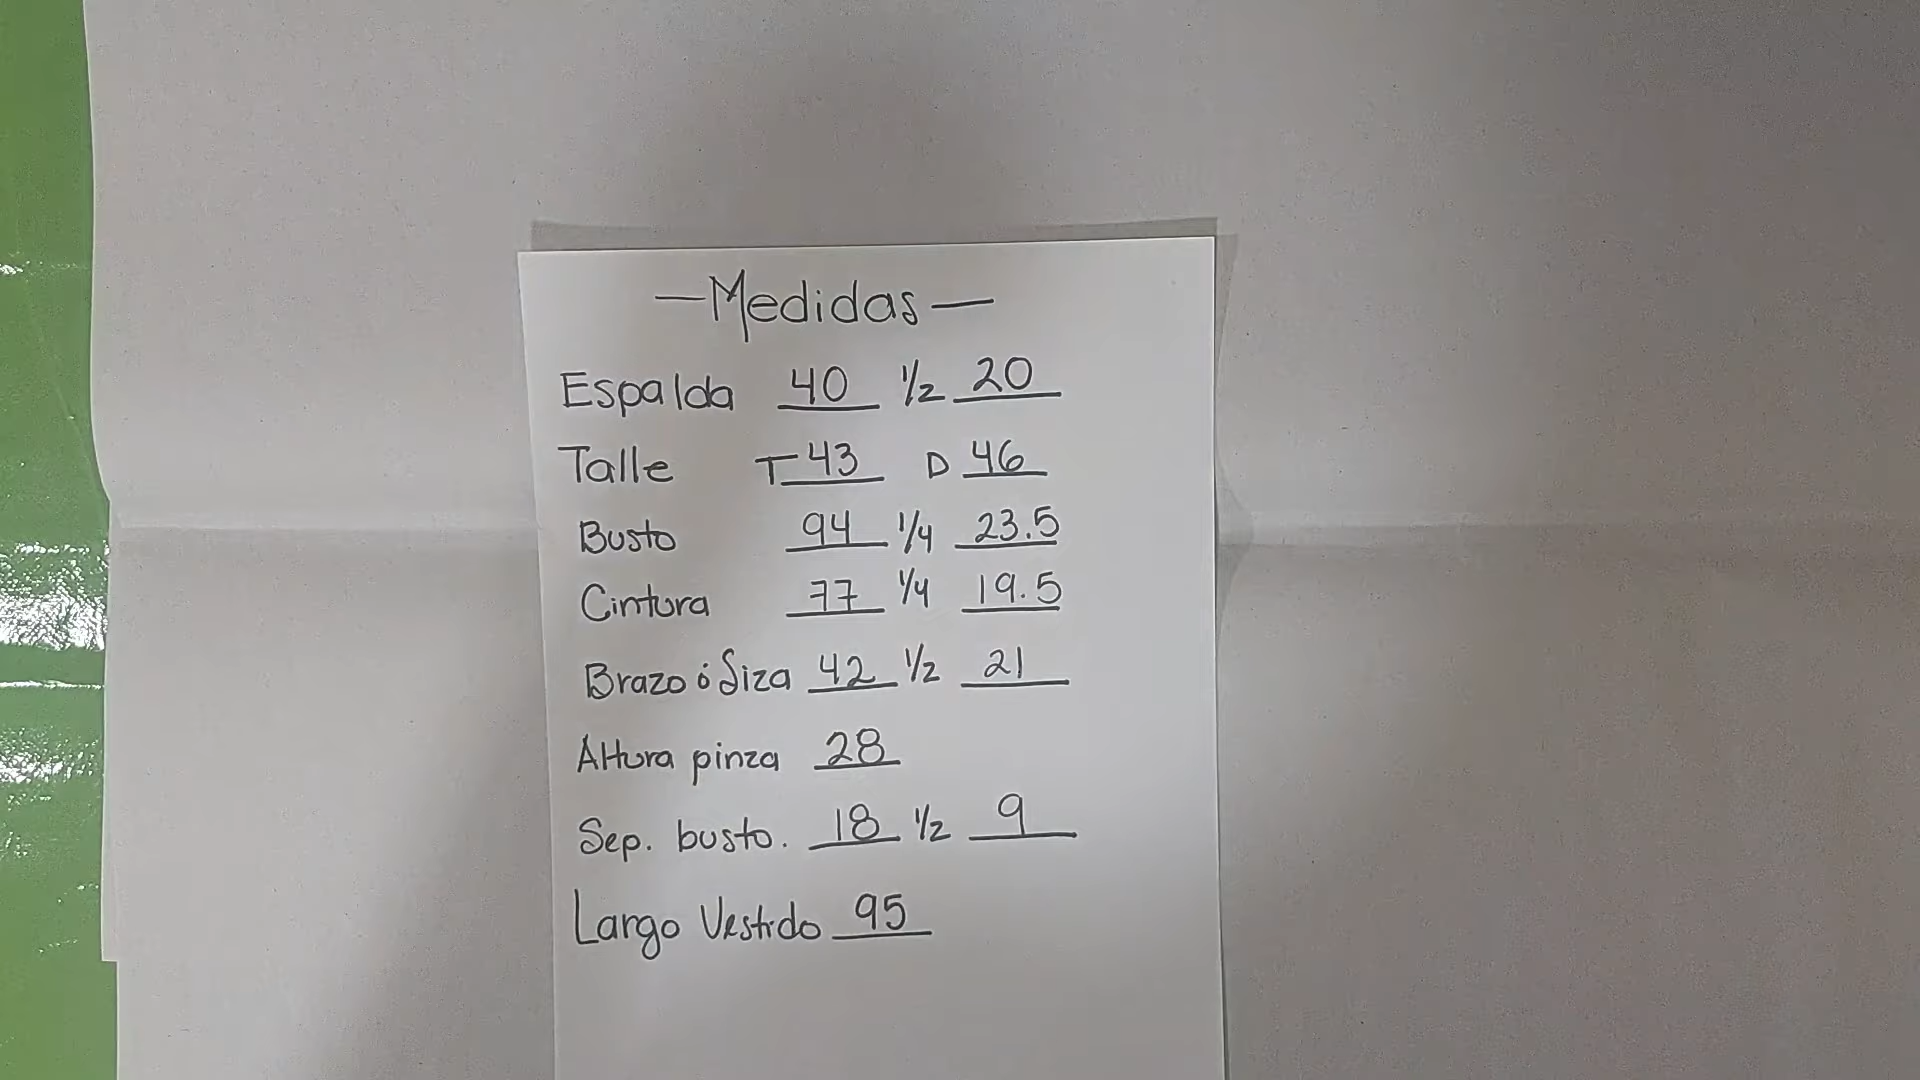 —Medidas—
Espalda 40 1/2 20
Talle T 43 D 46
Busto 94 1/4 23.5
Cintura 77 1/4 19.5
Brazo ó Siza 42 1/2 21
Altura pinza 28
Sep. busto. 18 1/2 9
Largo Vestido 95